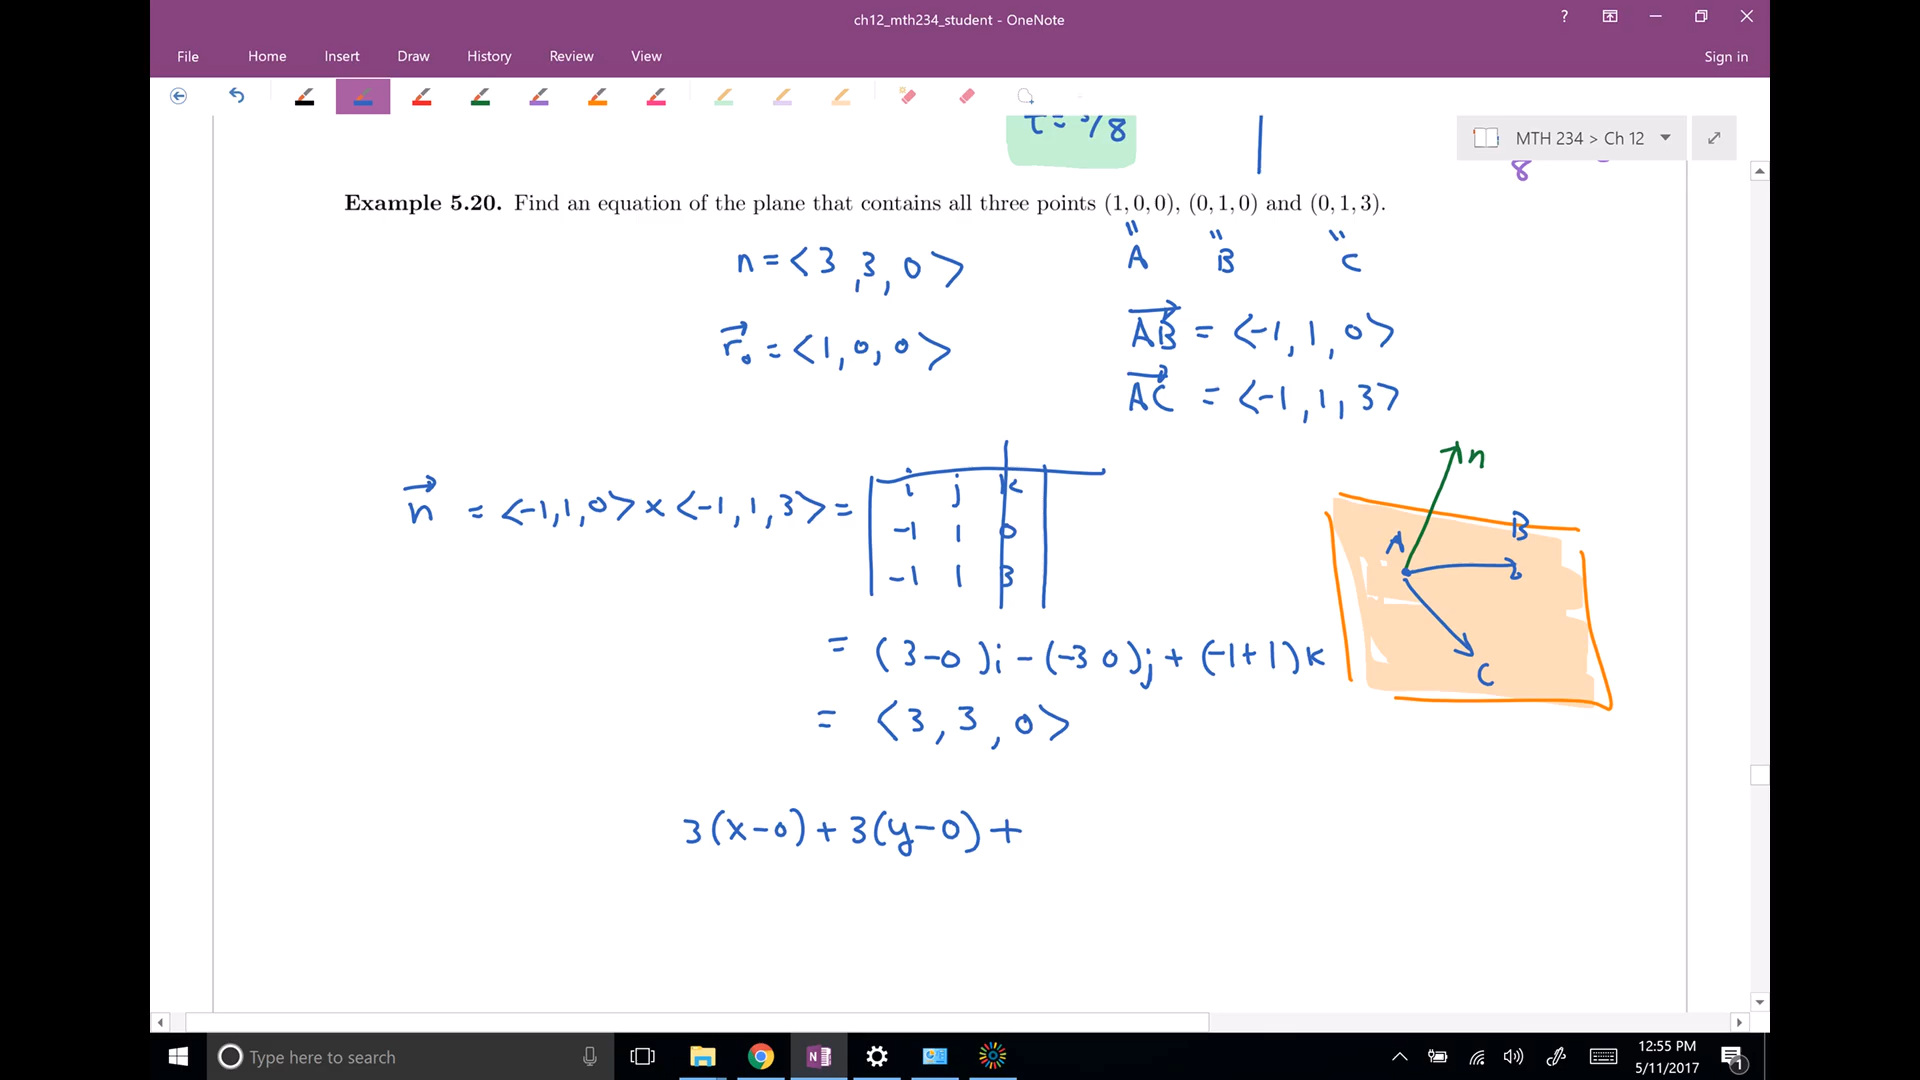 ch12_mth234_student - OneNote
?
File Home Insert Draw History Review View Sign in
t = 3/8
MTH 234 > Ch 12
8
Example 5.20. Find an equation of the plane that contains all three points (1, 0, 0), (0, 1, 0) and (0, 1, 3).
" " "
A B C
n = <3, 3, 0>
AB = <-1, 1, 0>
r₀ = <1, 0, 0>
AC = <-1, 1, 3>
n
n = <-1, 1, 0> x <-1, 1, 3> =
i j k
-1 1 0
-1 1 3
A B
C
= (3-0)i - (-3 0)j + (-1+1)k
= <3, 3, 0>
3(x-0) + 3(y-0) +
Type here to search
12:55 PM
5/11/2017
1